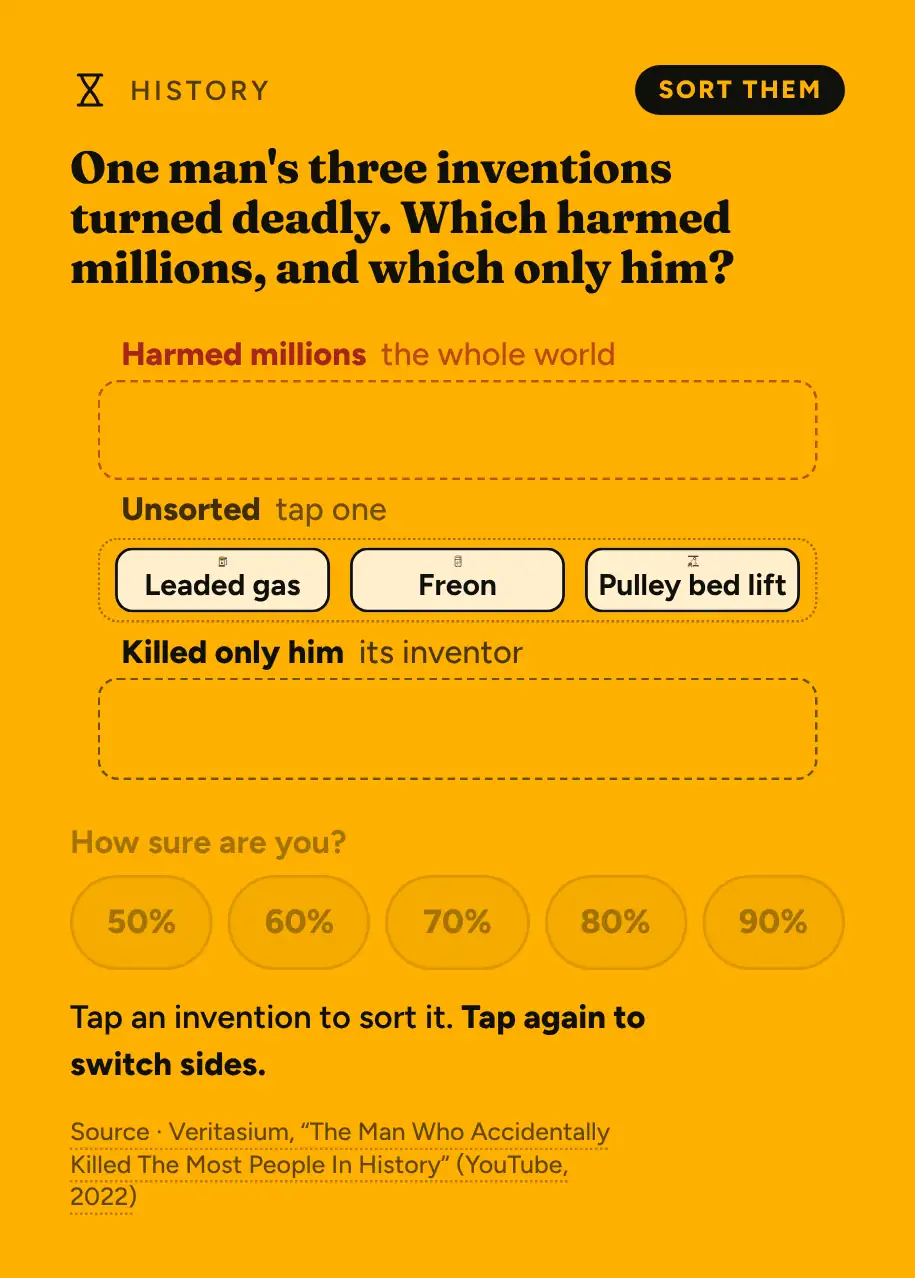 HISTORY
SORT THEM
One man's three inventions
turned deadly. Which harmed
millions, and which only him?
Harmed millions the whole world
Unsorted tap one
Leaded gas
Freon
Pulley bed lift
Killed only him its inventor
How sure are you?
50%
60%
70%
80%
90%
Tap an invention to sort it. Tap again to
switch sides.
Source · Veritasium, “The Man Who Accidentally
Killed The Most People In History” (YouTube,
2022)